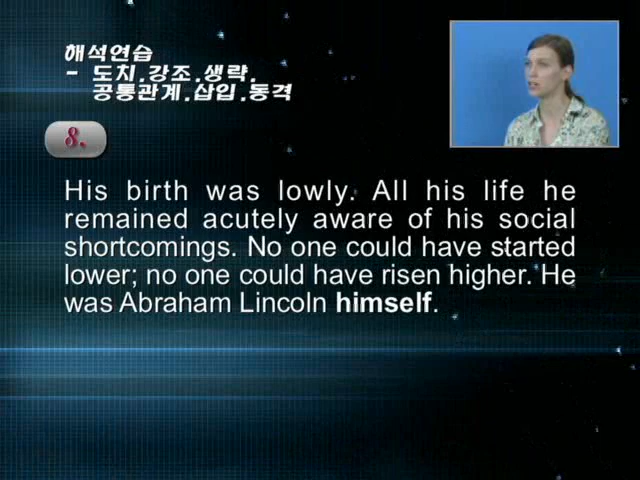 해석연습
- 도치.강조.생략.
공통관계.삽입.동격
8.
His birth was lowly. All his life he
remained acutely aware of his social
shortcomings. No one could have started
lower; no one could have risen higher. He
was Abraham Lincoln himself.